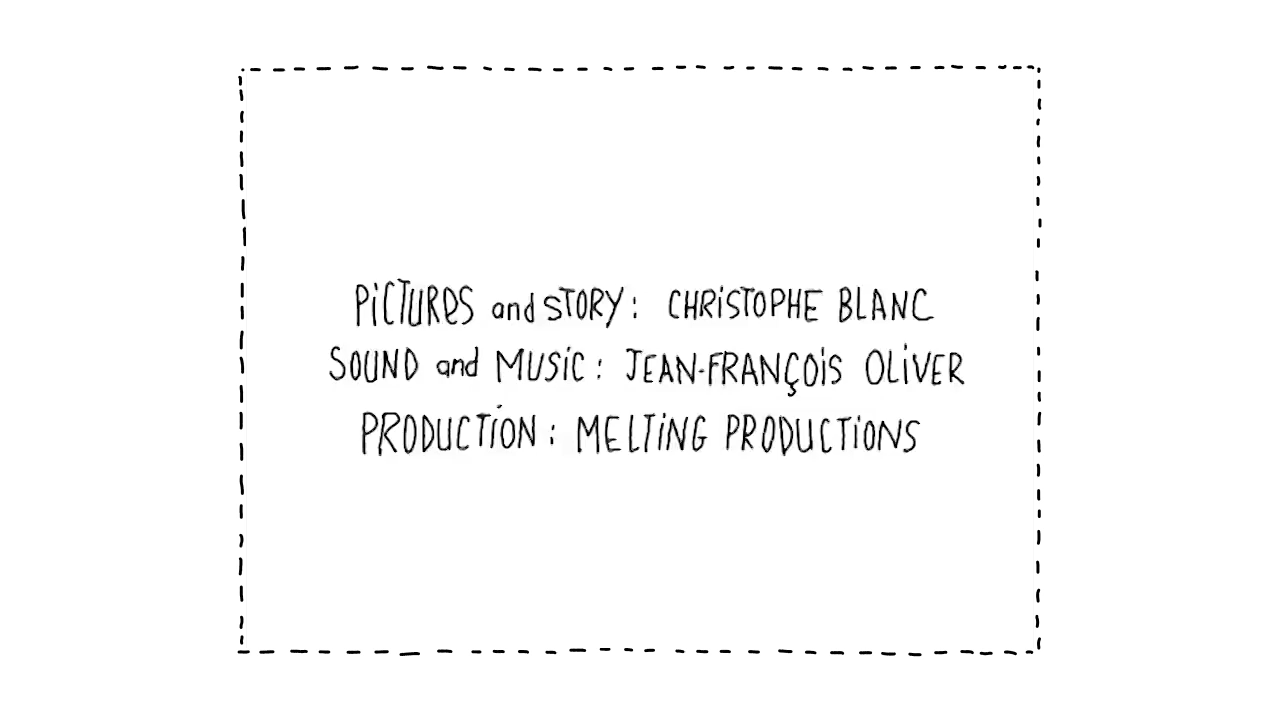 PiCTUReS and STORY : CHRiSTOPHE BLANC
SOUND and MUSiC : JEAN-FRANÇOiS OLiVER
PRODUCTiON : MELTiNG PRODUCTiONS